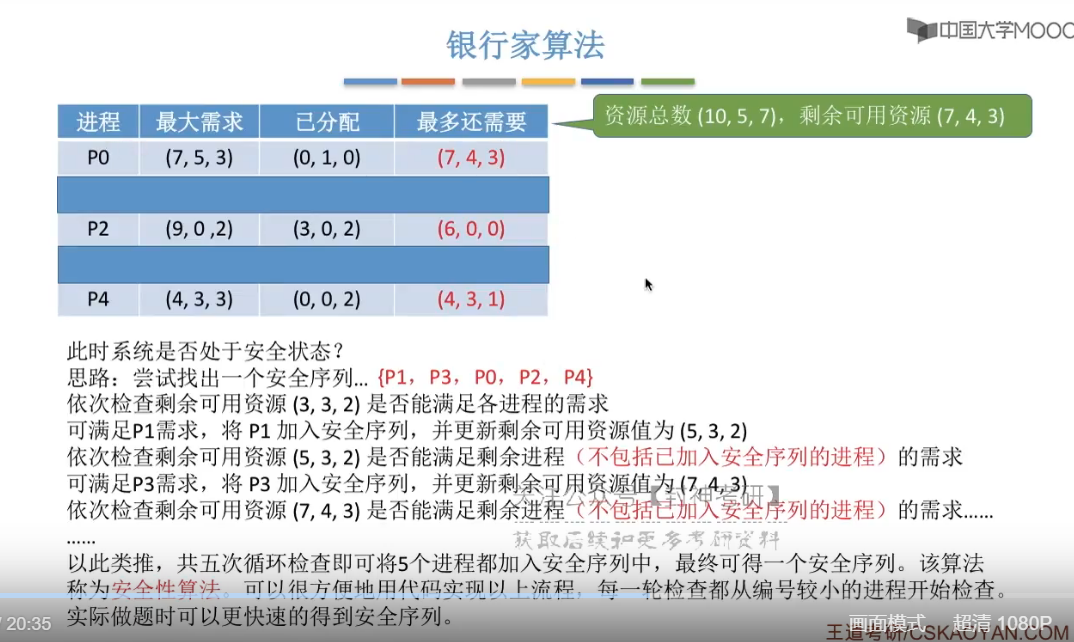 中国大学MOOC
银行家算法
进程 最大需求 已分配 最多还需要
资源总数 (10, 5, 7)，剩余可用资源 (7, 4, 3)
P0 (7, 5, 3) (0, 1, 0) (7, 4, 3)
P2 (9, 0 ,2) (3, 0, 2) (6, 0, 0)
P4 (4, 3, 3) (0, 0, 2) (4, 3, 1)
此时系统是否处于安全状态？
思路：尝试找出一个安全序列... {P1，P3，P0，P2，P4}
依次检查剩余可用资源 (3, 3, 2) 是否能满足各进程的需求
可满足P1需求，将 P1 加入安全序列，并更新剩余可用资源值为 (5, 3, 2)
依次检查剩余可用资源 (5, 3, 2) 是否能满足剩余进程（不包括已加入安全序列的进程）的需求
可满足P3需求，将 P3 加入安全序列，并更新剩余可用资源值为 (7, 4, 3)
关注公众号【封神考研】
依次检查剩余可用资源 (7, 4, 3) 是否能满足剩余进程（不包括已加入安全序列的进程）的需求......
......
获取后续和更多考研资料
以此类推，共五次循环检查即可将5个进程都加入安全序列中，最终可得一个安全序列。该算法
称为安全性算法。可以很方便地用代码实现以上流程，每一轮检查都从编号较小的进程开始检查。
实际做题时可以更快速的得到安全序列。
/ 20:35
画面模式 超清 1080P
王道考研/CSKAOYAN.COM